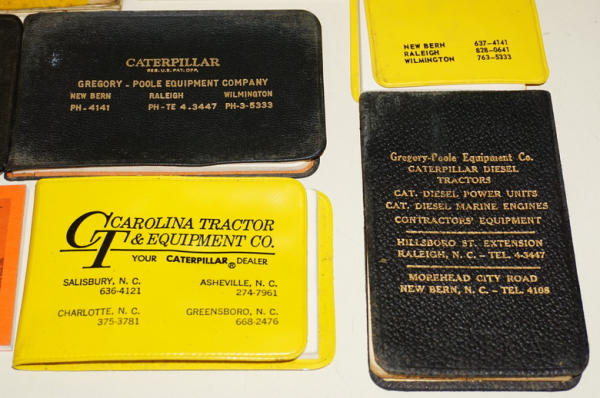 CATERPILLAR
REG. U.S. PAT. OFF.
GREGORY - POOLE EQUIPMENT COMPANY
NEW BERN RALEIGH WILMINGTON
PH-4141 PH-TE 4-3447 PH-3-5333
NEW BERN 637-4141
RALEIGH 828-0641
WILMINGTON 763-5333
CT CAROLINA TRACTOR
& EQUIPMENT CO.
YOUR CATERPILLAR® DEALER
SALISBURY, N. C. ASHEVILLE, N. C.
636-4121 274-7961
CHARLOTTE, N. C. GREENSBORO, N. C.
375-3781 668-2476
Gregory-Poole Equipment Co.
CATERPILLAR DIESEL
TRACTORS
CAT. DIESEL POWER UNITS
CAT. DIESEL MARINE ENGINES
CONTRACTORS' EQUIPMENT
HILLSBORO ST. EXTENSION
RALEIGH, N. C. - TEL. 4-3447
MOREHEAD CITY ROAD
NEW BERN, N. C. - TEL. 4168